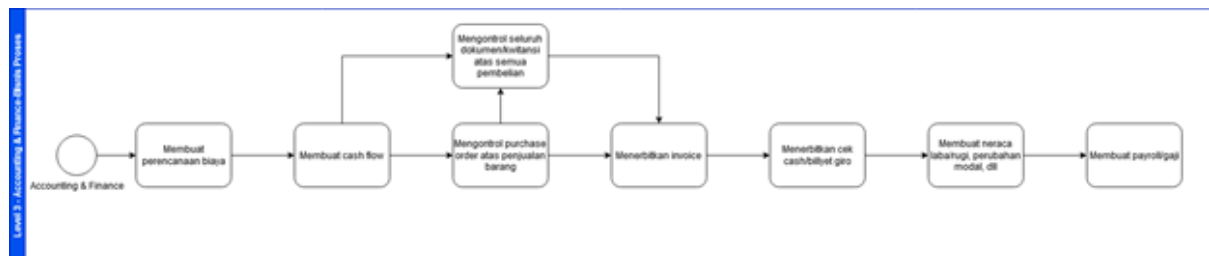 Level 3 - Accounting & Finance-Bisnis Proses
Mengontrol seluruh
dokumen/kwitansi
atas semua
pembelian
Accounting & Finance
Membuat
perencanaan biaya
Membuat cash flow
Mengontrol purchase
order atas penjualan
barang
Menerbitkan invoice
Menerbitkan cek
cash/billyet giro
Membuat neraca
laba/rugi, perubahan
modal, dll
Membuat payroll/gaji